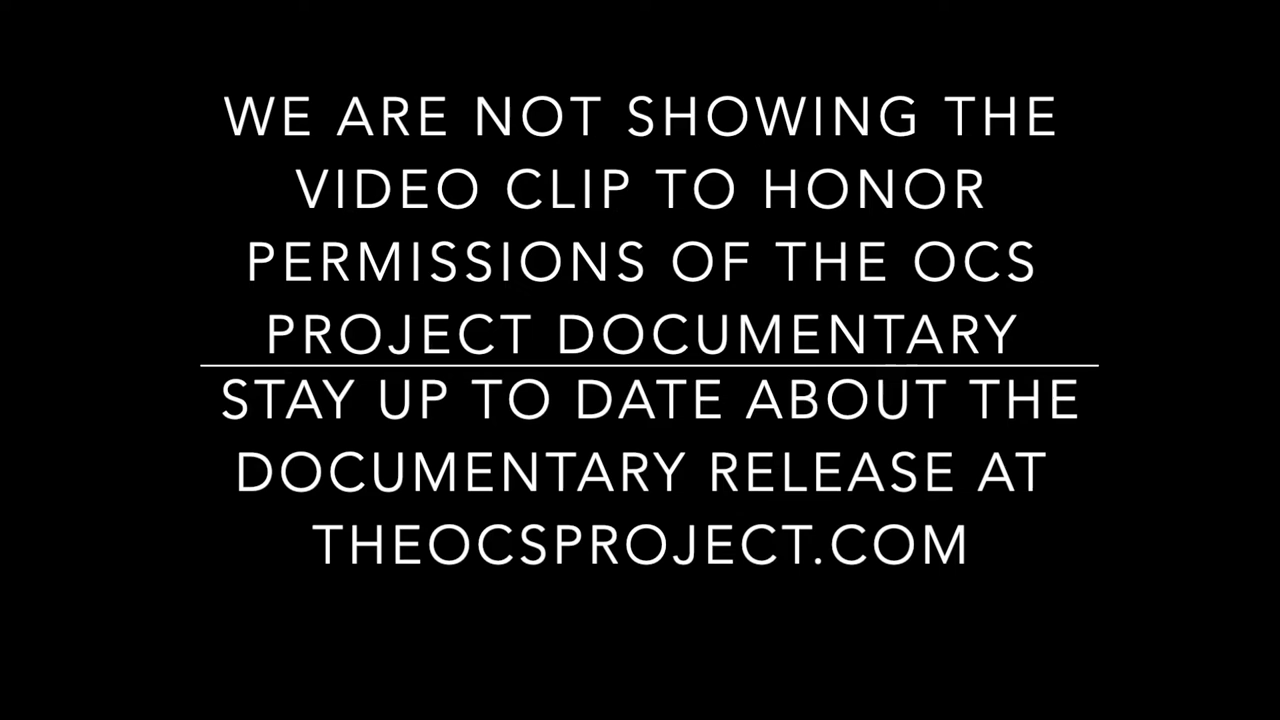 WE ARE NOT SHOWING THE
VIDEO CLIP TO HONOR
PERMISSIONS OF THE OCS
PROJECT DOCUMENTARY
STAY UP TO DATE ABOUT THE
DOCUMENTARY RELEASE AT
THEOCSPROJECT.COM